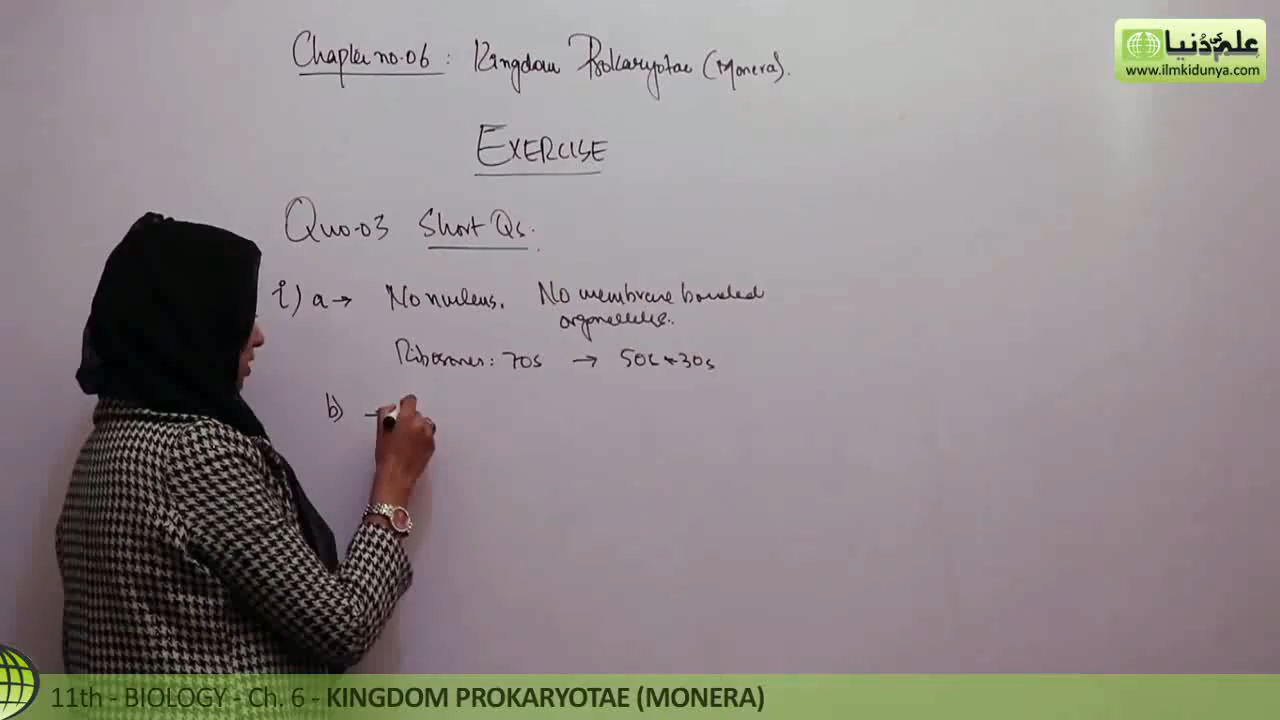 علم کی دُنیا
www.ilmkidunya.com
Chapter no.06 : Kingdom Prokaryotae (Monera).
EXERCISE
Q no.03 Short Qs.
i) a → No nucleus. No membrane bounded
organelles.
Ribosomes: 70s → 50s + 30s
b) →
11th - BIOLOGY - Ch. 6 - KINGDOM PROKARYOTAE (MONERA)